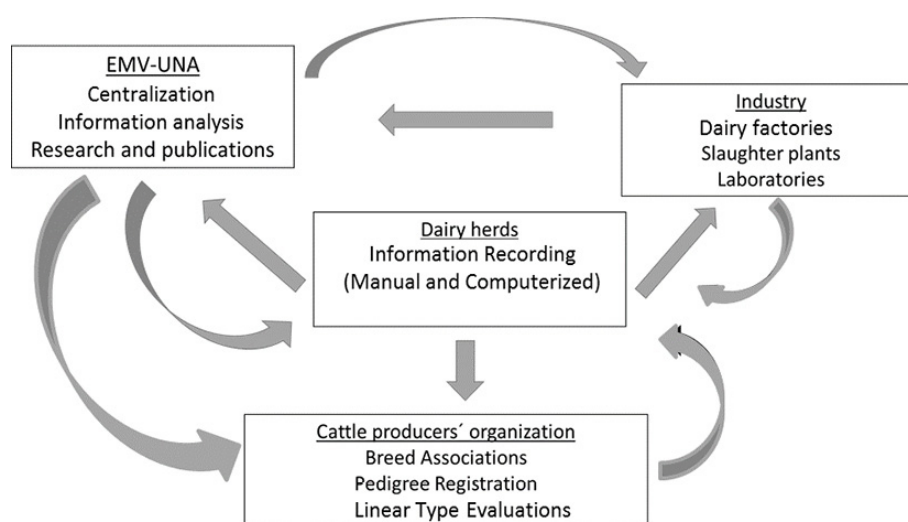 EMV-UNA
Centralization
Information analysis
Research and publications
Industry
Dairy factories
Slaughter plants
Laboratories
Dairy herds
Information Recording
(Manual and Computerized)
Cattle producers´ organization
Breed Associations
Pedigree Registration
Linear Type Evaluations